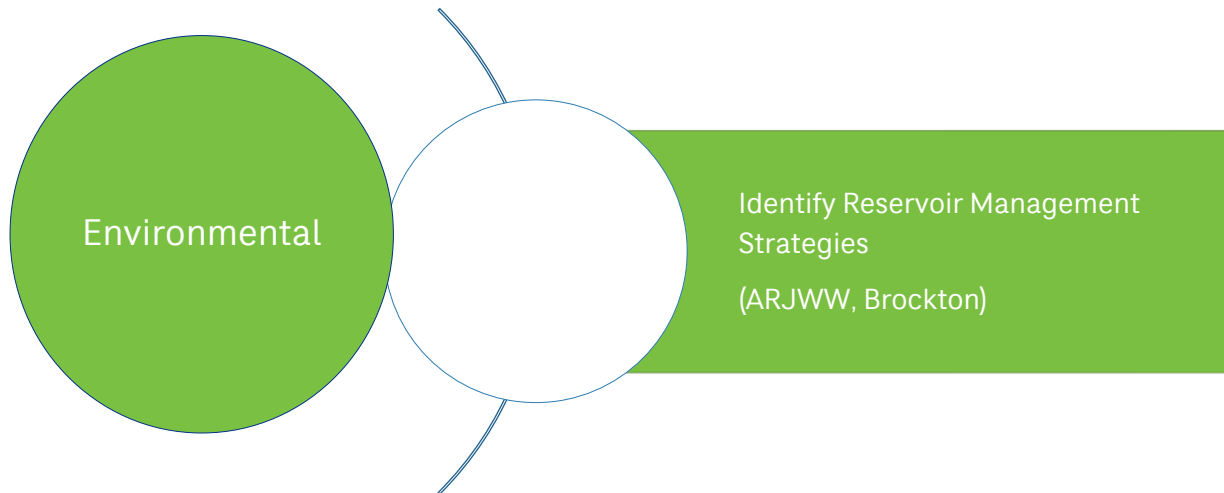 Environmental
Identify Reservoir Management
Strategies
(ARJWW, Brockton)